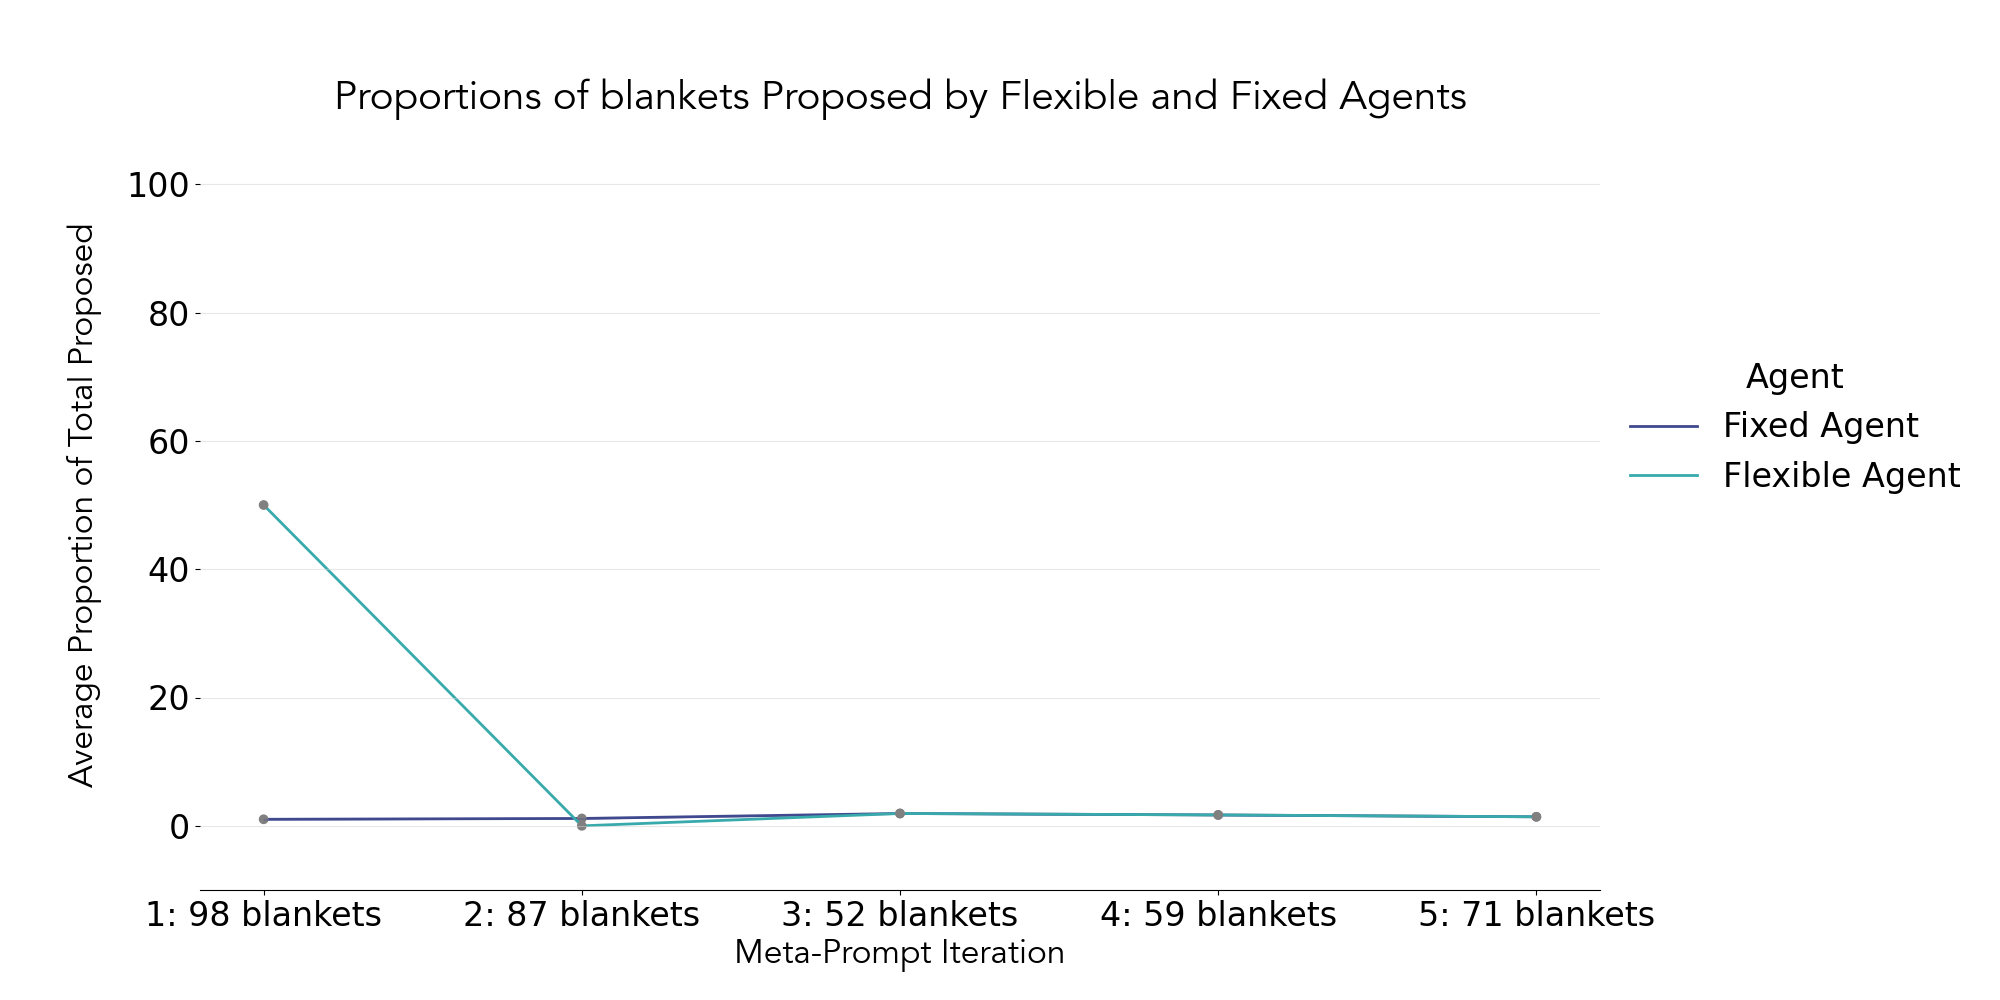 Proportions of blankets Proposed by Flexible and Fixed Agents
Average Proportion of Total Proposed
100
80
60
40
20
0
1: 98 blankets
2: 87 blankets
3: 52 blankets
4: 59 blankets
5: 71 blankets
Meta-Prompt Iteration
Agent
Fixed Agent
Flexible Agent